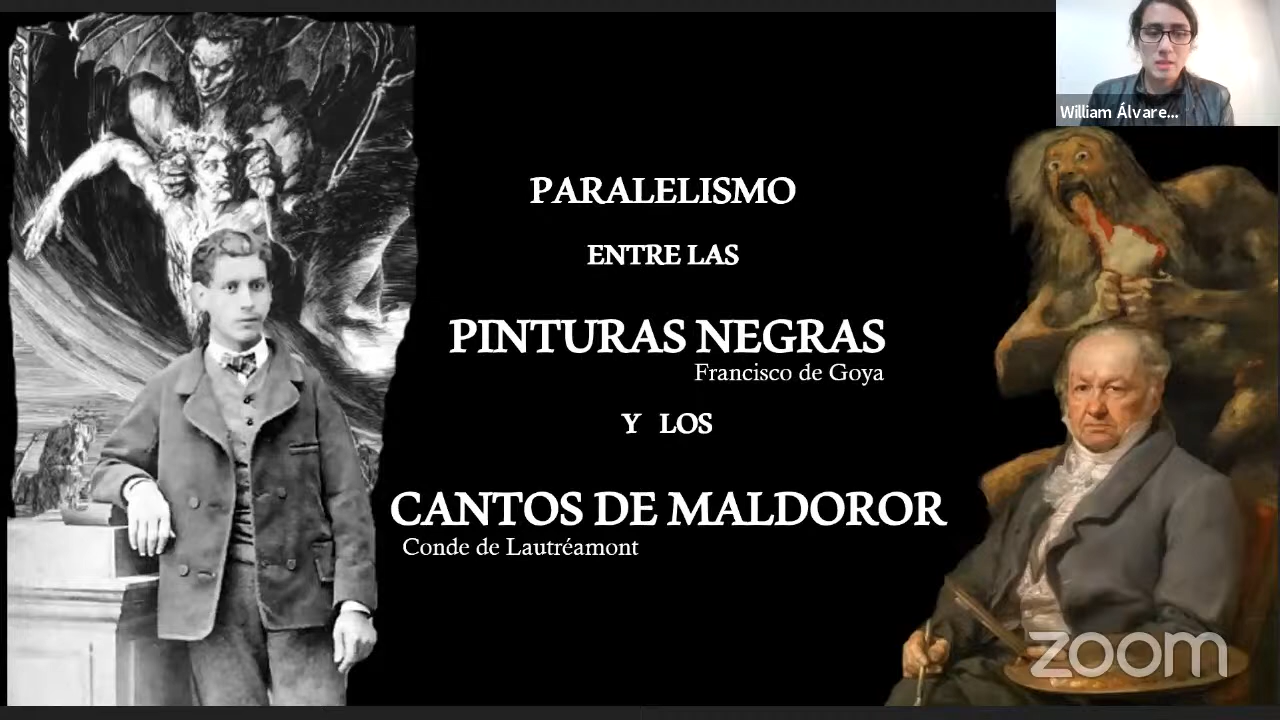 William Álvare...
PARALELISMO
ENTRE LAS
PINTURAS NEGRAS
Francisco de Goya
Y LOS
CANTOS DE MALDOROR
Conde de Lautréamont
zoom